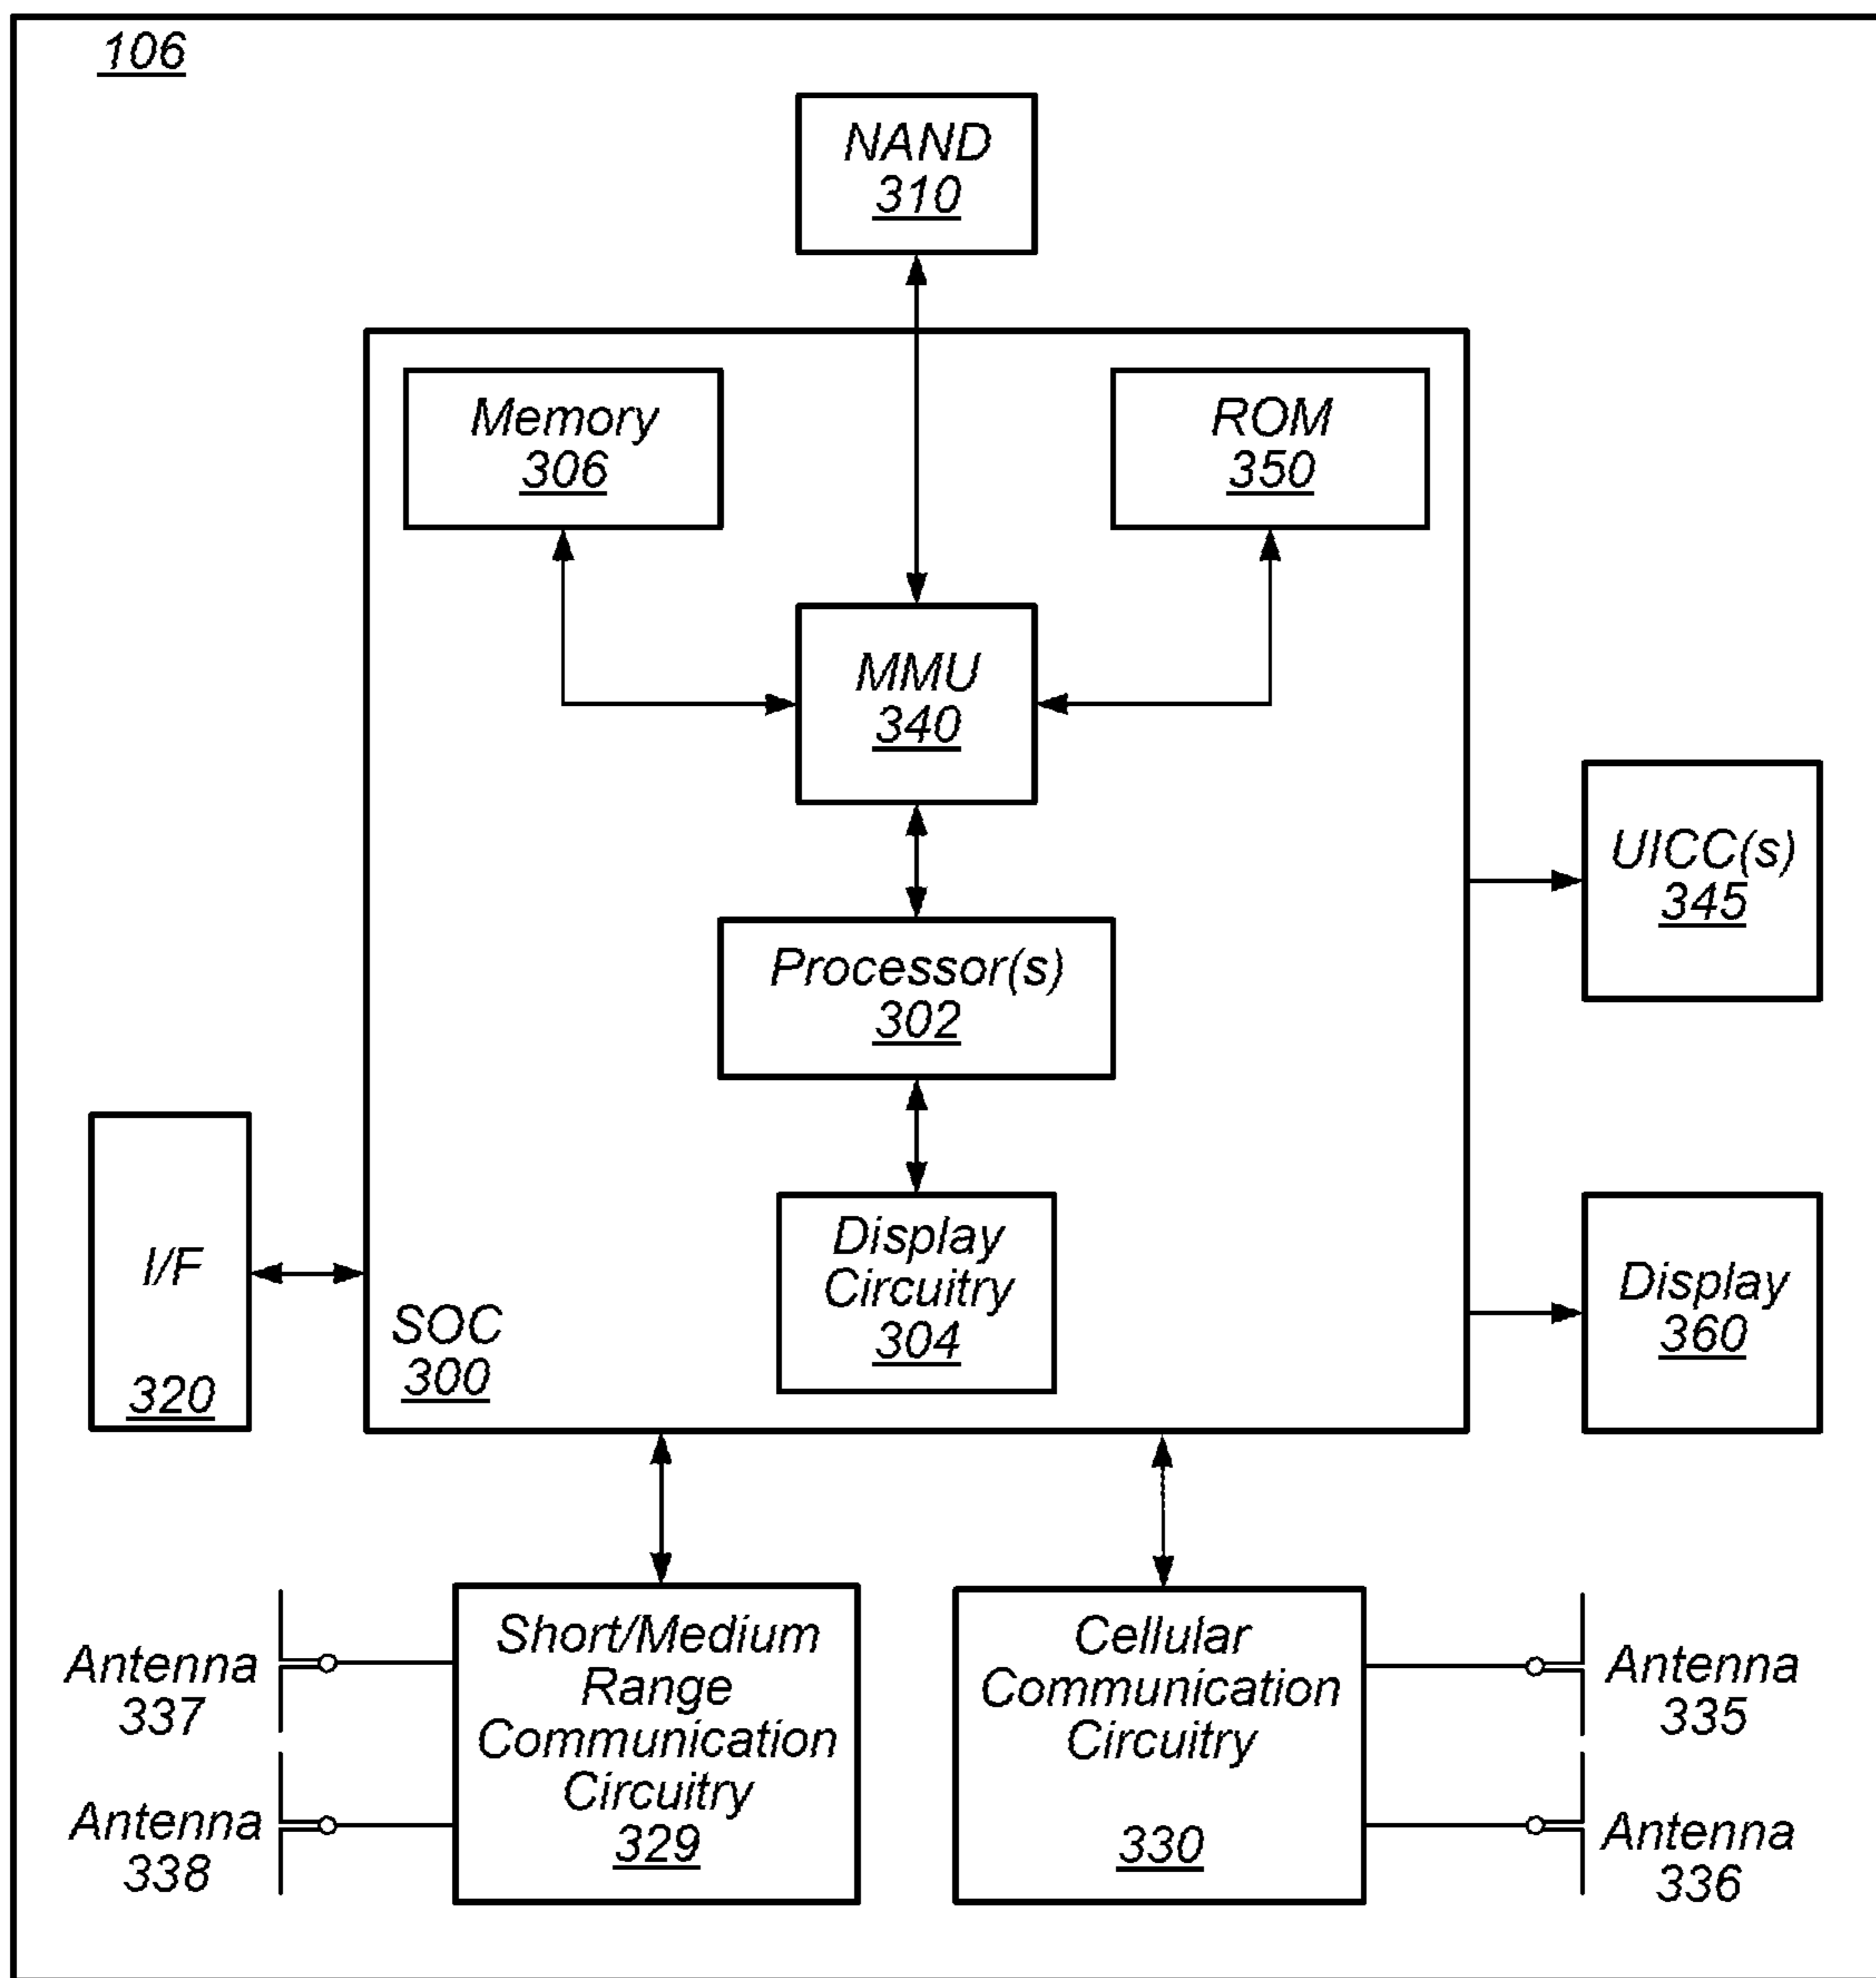 106
NAND
310
Memory
306
ROM
350
MMU
340
UICC(s)
345
Processor(s)
302
I/F
320
Display
Circuitry
304
SOC
300
Display
360
Short/Medium
Range
Communication
Circuitry
329
Cellular
Communication
Circuitry
330
Antenna
337
Antenna
338
Antenna
335
Antenna
336